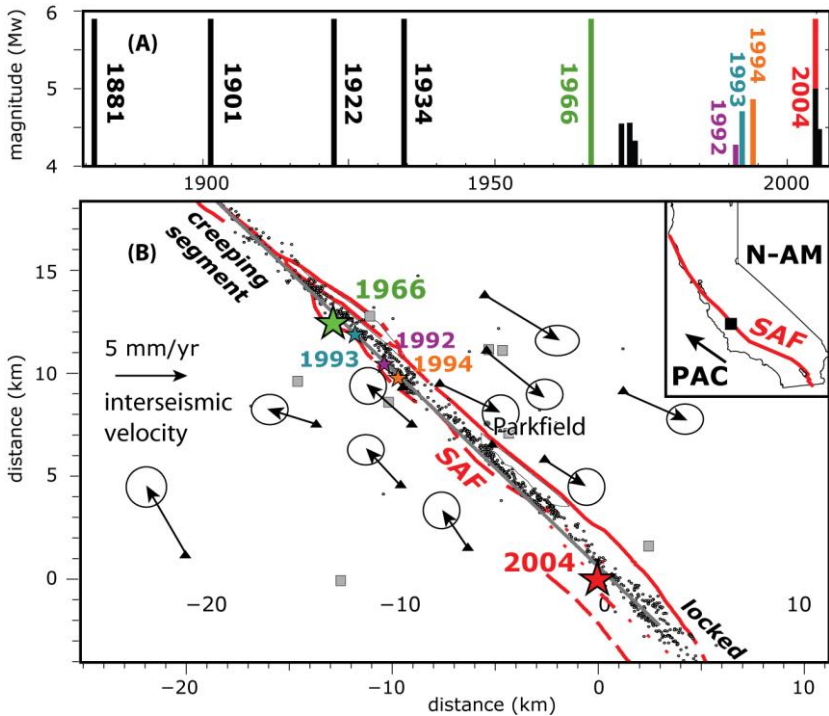 (A)
magnitude (Mw)
6
5
4
1881
1901
1922
1934
1966
1992
1993
1994
2004
1900
1950
2000
(B)
distance (km)
15
10
5
0
creeping
segment
1966
1992
1993
1994
5 mm/yr
interseismic
velocity
Parkfield
SAF
2004
locked
N-AM
SAF
PAC
−20
−10
0
10
−20
−10
0
10
distance (km)